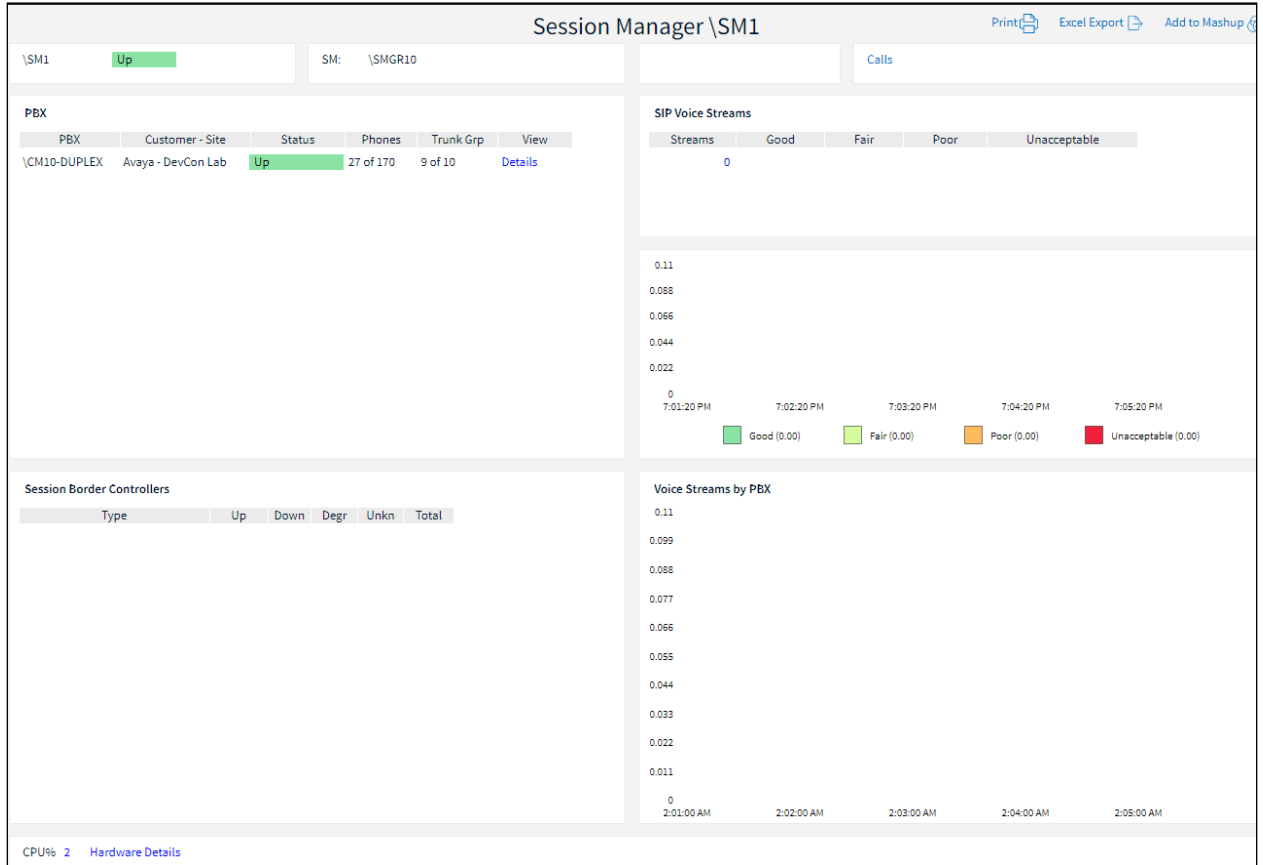 Session Manager \SM1
Print
Excel Export
Add to Mashup
\SM1 Up
SM: \SMGR10
Calls
PBX
PBX Customer - Site Status Phones Trunk Grp View
\CM10-DUPLEX Avaya - DevCon Lab Up 27 of 170 9 of 10 Details
SIP Voice Streams
Streams Good Fair Poor Unacceptable
0
0.11
0.088
0.066
0.044
0.022
0
7:01:20 PM 7:02:20 PM 7:03:20 PM 7:04:20 PM 7:05:20 PM
Good (0.00) Fair (0.00) Poor (0.00) Unacceptable (0.00)
Session Border Controllers
Type Up Down Degr Unkn Total
Voice Streams by PBX
0.11
0.099
0.088
0.077
0.066
0.055
0.044
0.033
0.022
0.011
0
2:01:00 AM 2:02:00 AM 2:03:00 AM 2:04:00 AM 2:05:00 AM
CPU% 2 Hardware Details